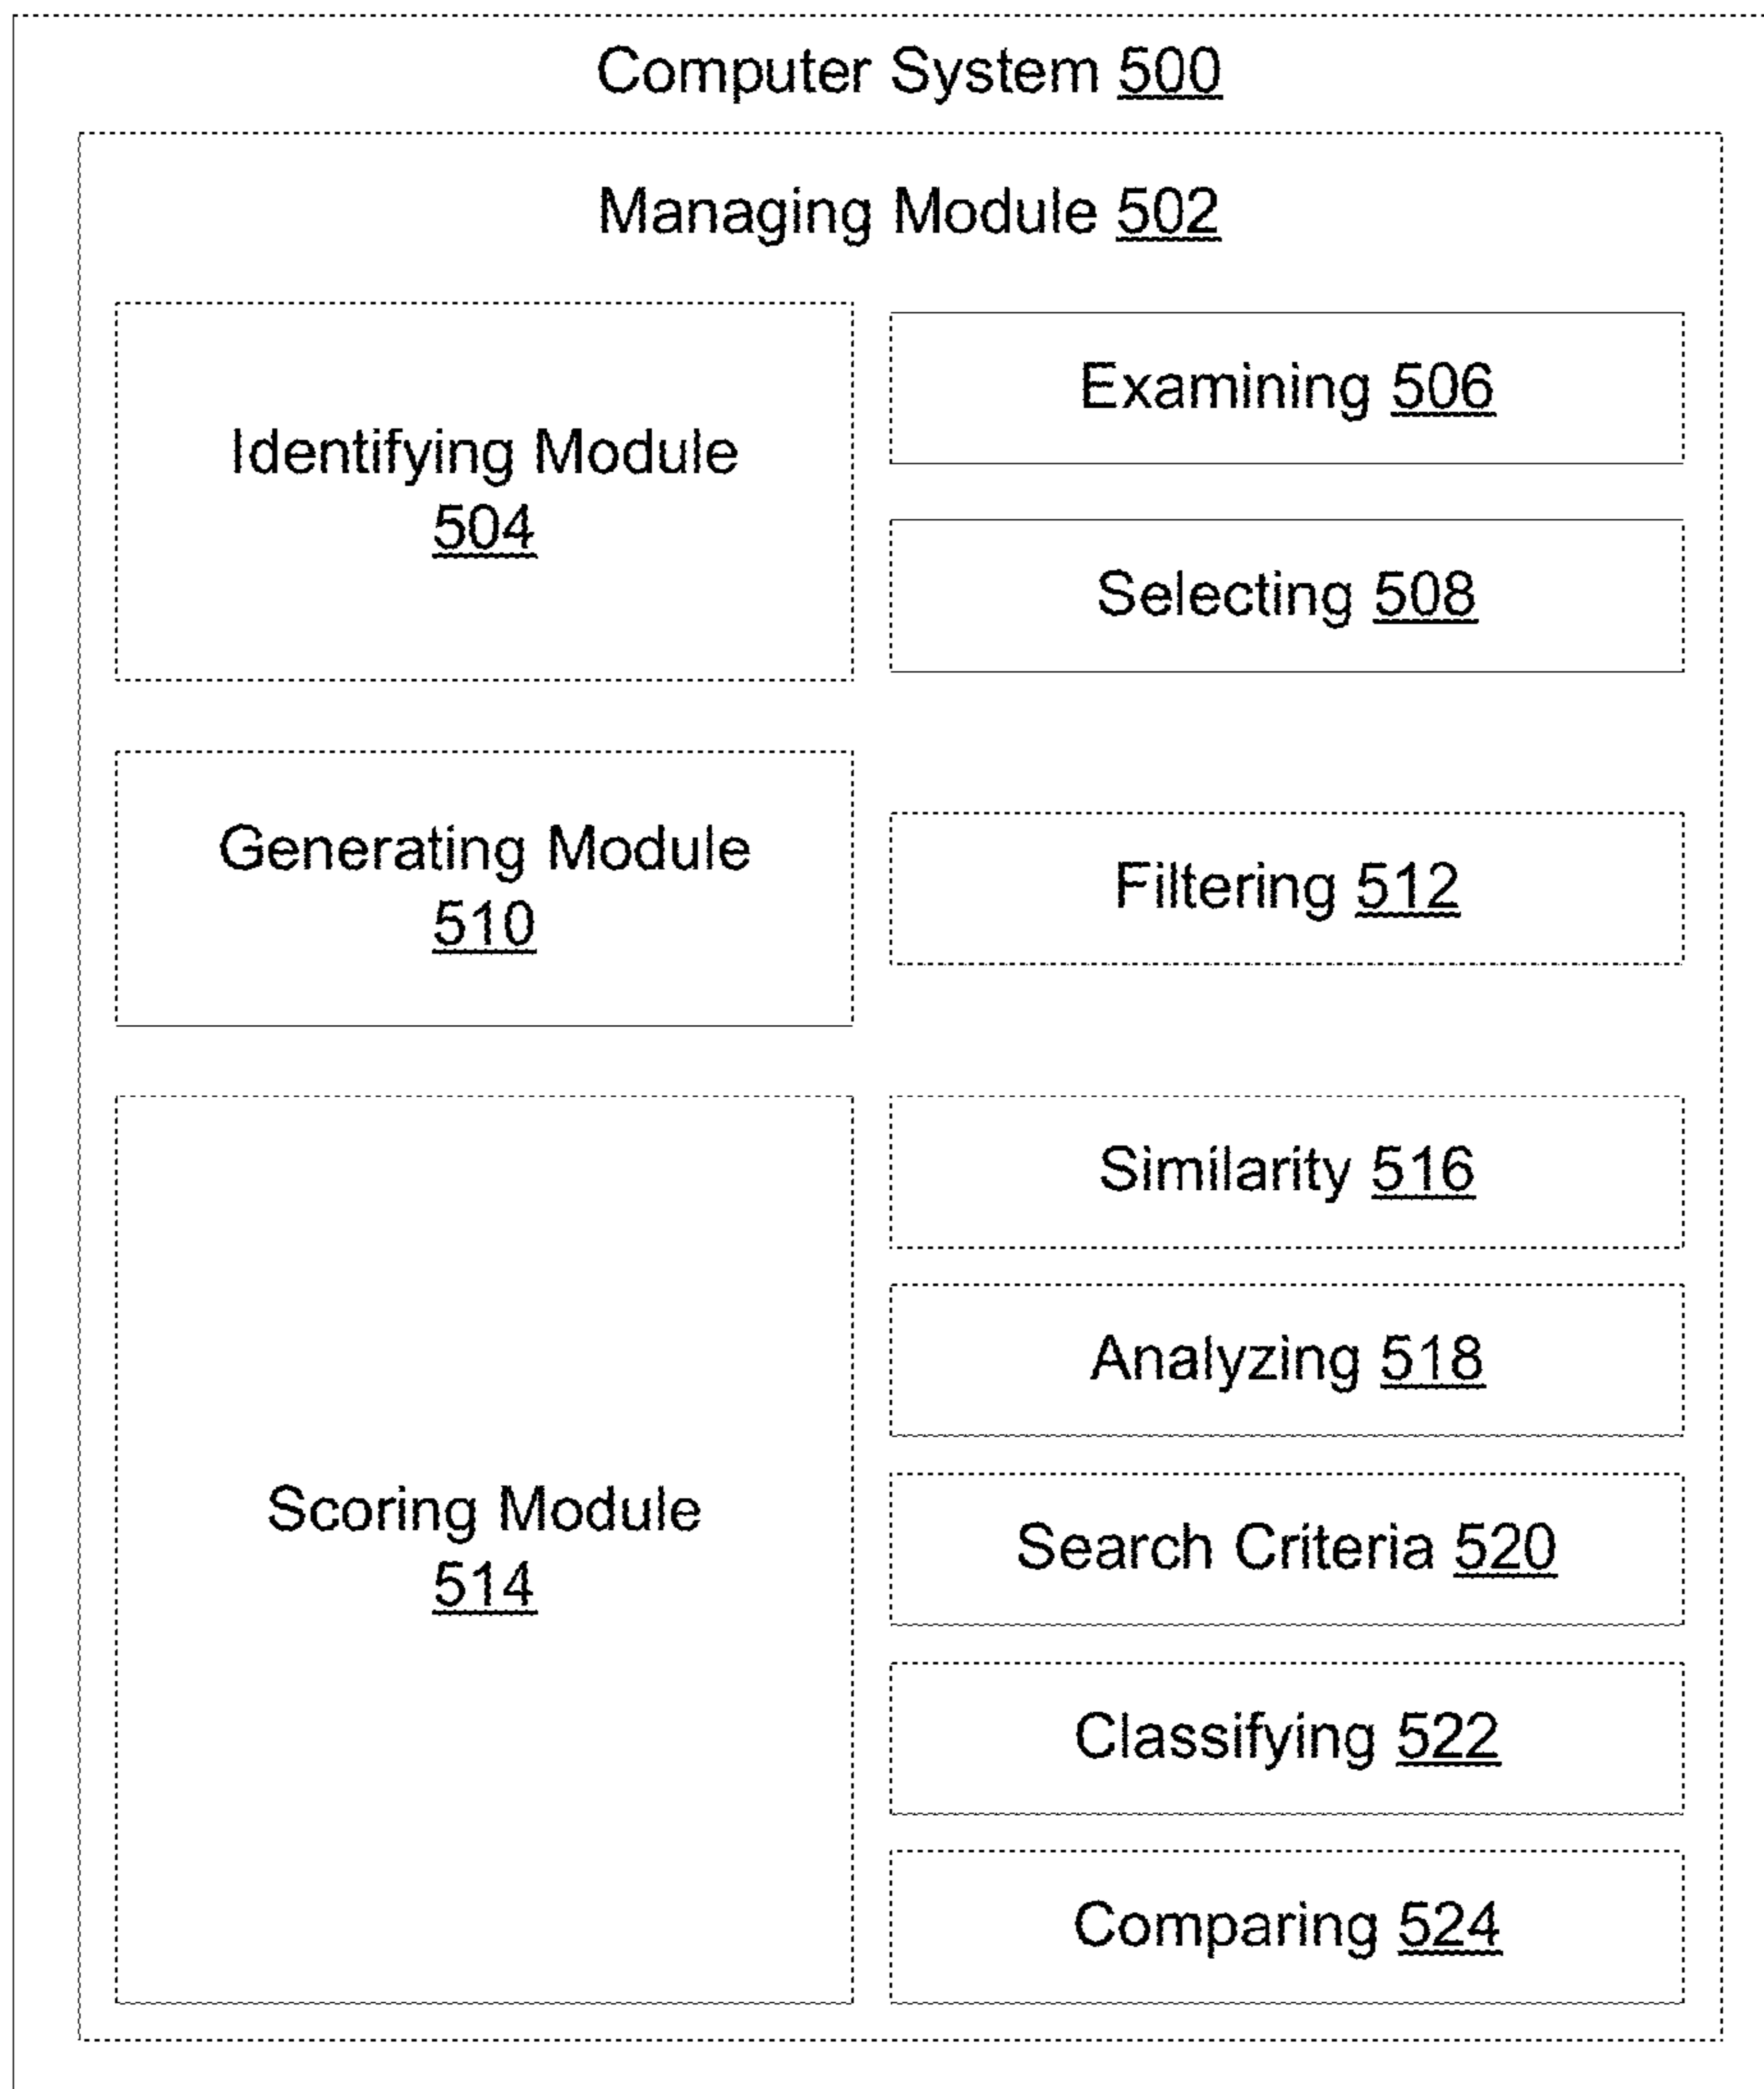 Computer System 500
Managing Module 502
Identifying Module
504
Examining 506
Selecting 508
Generating Module
510
Filtering 512
Scoring Module
514
Similarity 516
Analyzing 518
Search Criteria 520
Classifying 522
Comparing 524